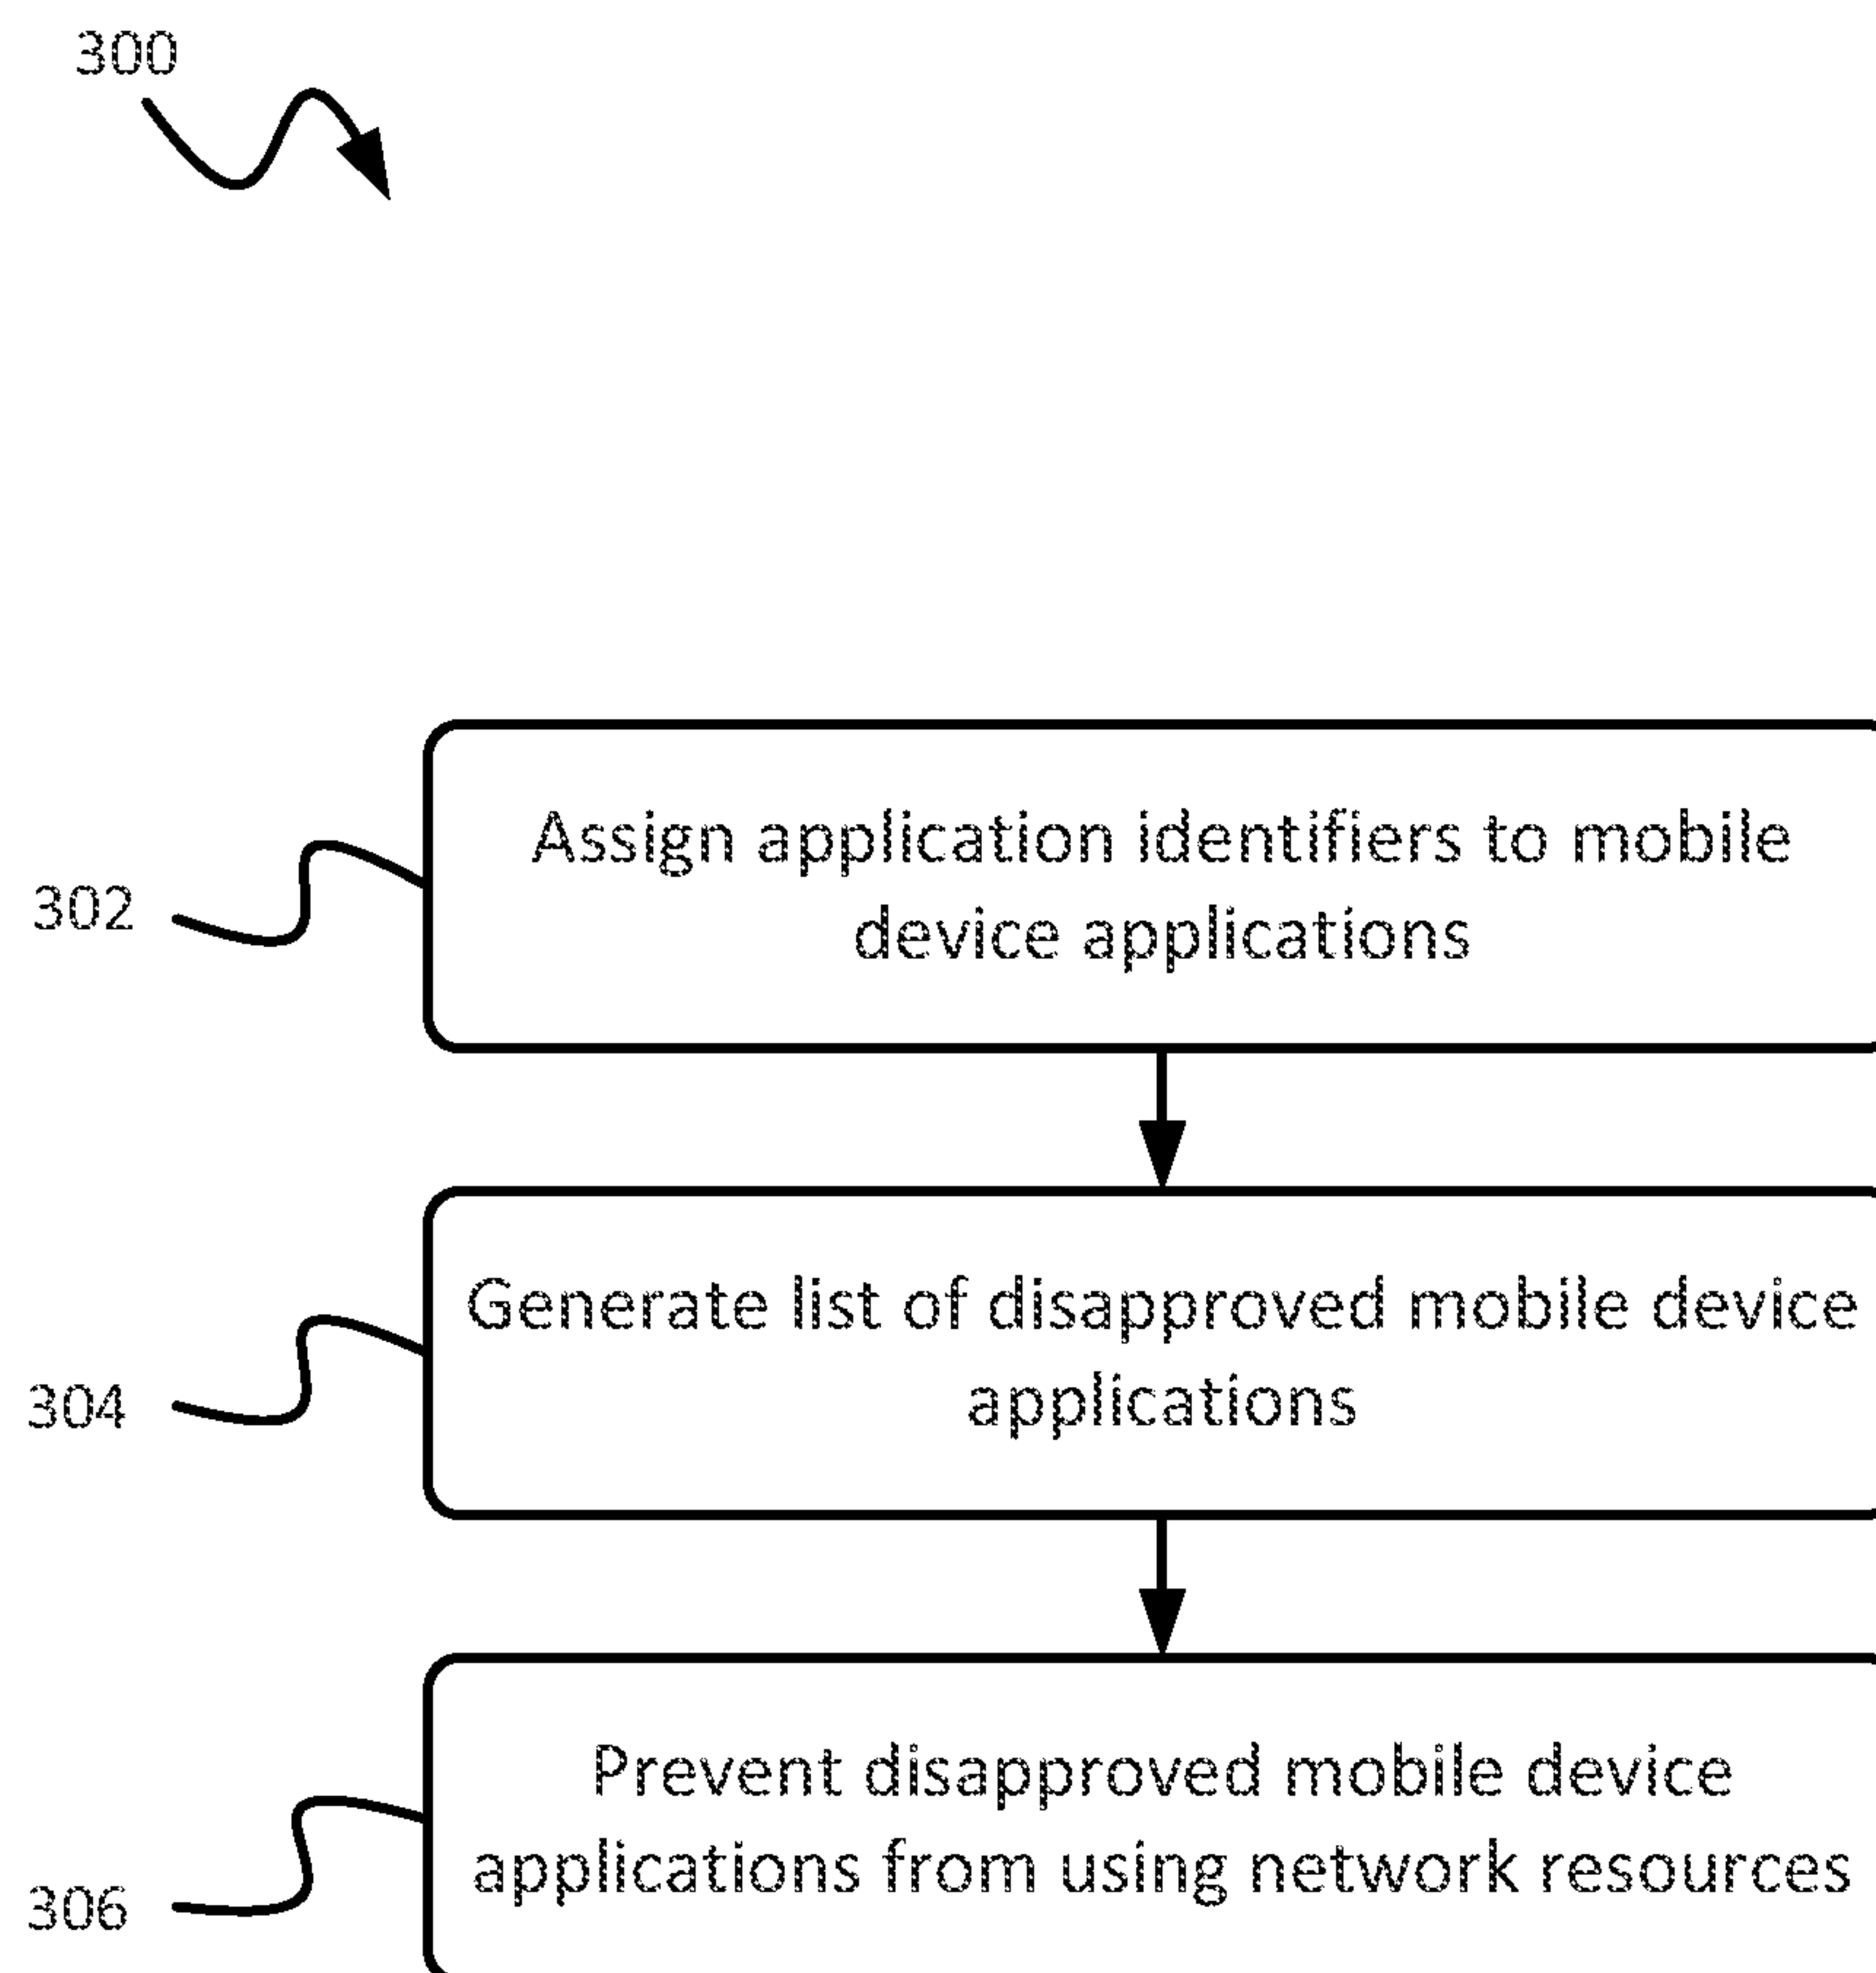 300
302
Assign application identifiers to mobile
device applications
304
Generate list of disapproved mobile device
applications
306
Prevent disapproved mobile device
applications from using network resources